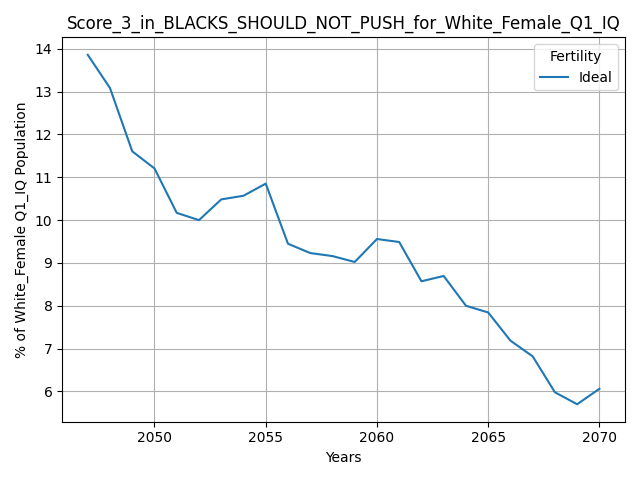 Score_3_in_BLACKS_SHOULD_NOT_PUSH_for_White_Female_Q1_IQ
Fertility
Ideal
% of White_Female Q1_IQ Population
14
13
12
11
10
9
8
7
6
2050
2055
2060
2065
2070
Years